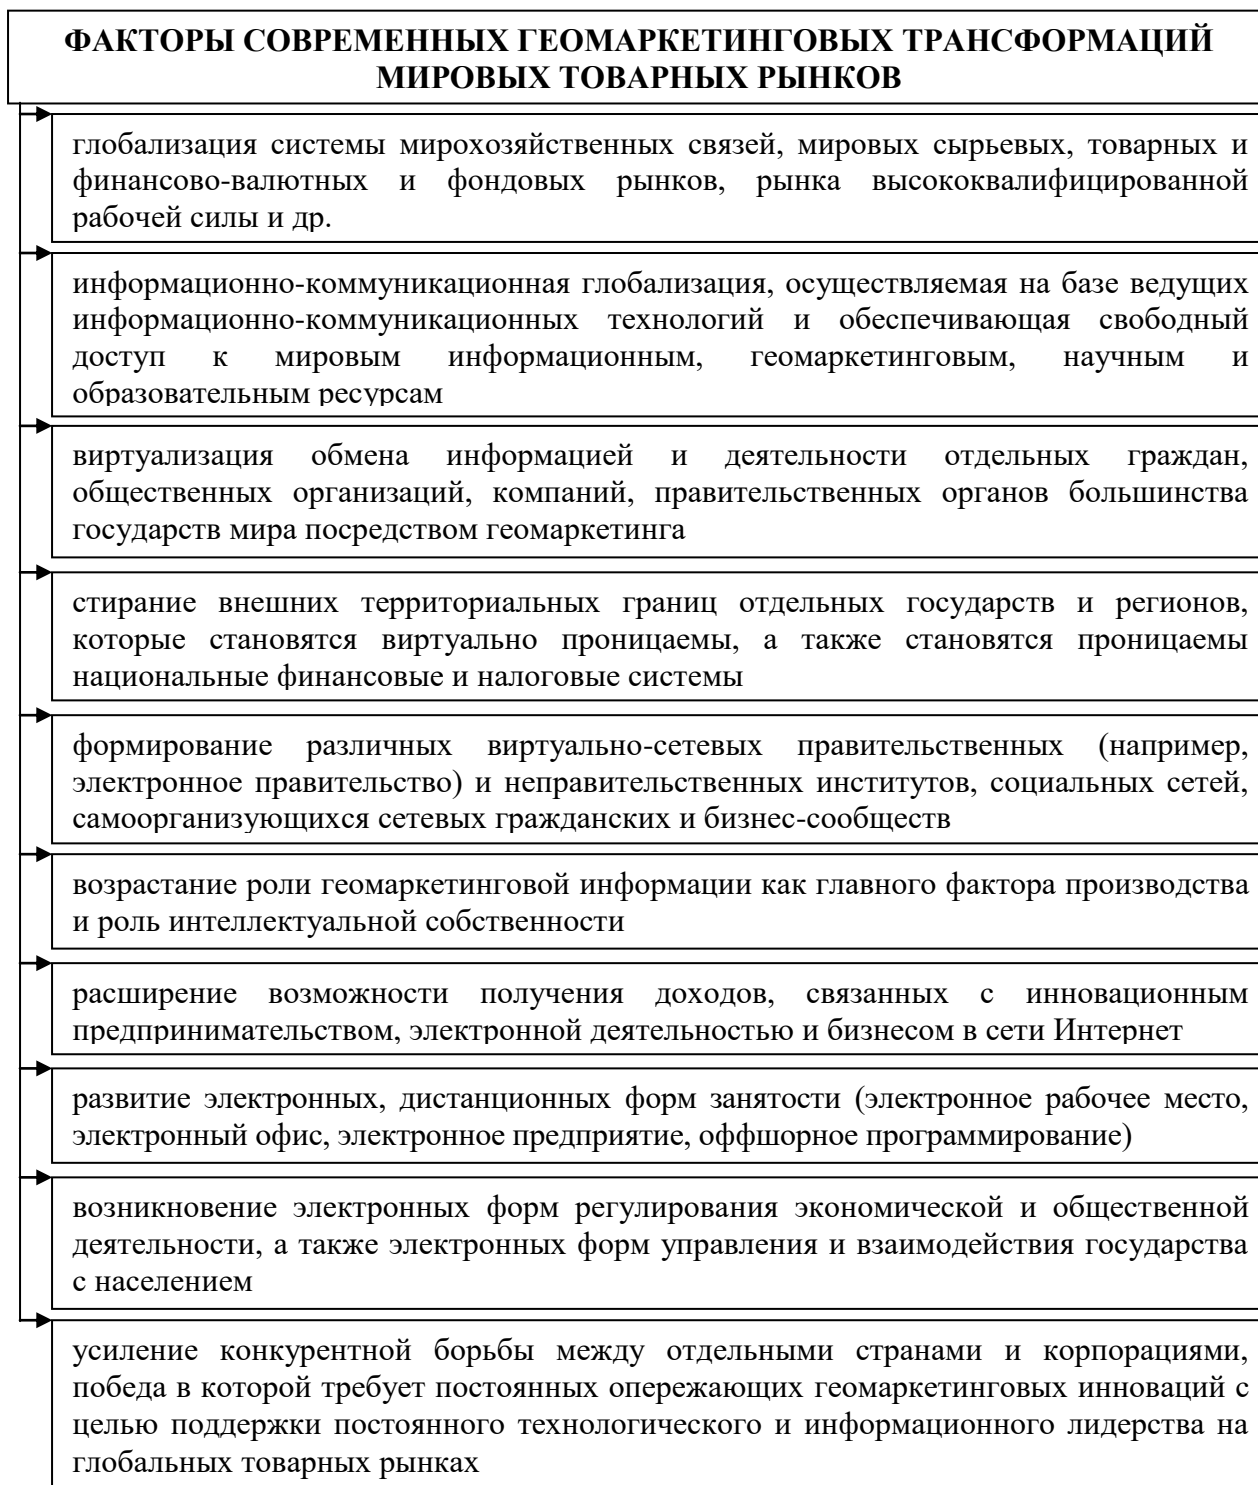 ФАКТОРЫ СОВРЕМЕННЫХ ГЕОМАРКЕТИНГОВЫХ ТРАНСФОРМАЦИЙ
МИРОВЫХ ТОВАРНЫХ РЫНКОВ
глобализация системы мирохозяйственных связей, мировых сырьевых, товарных и
финансово-валютных и фондовых рынков, рынка высококвалифицированной
рабочей силы и др.
информационно-коммуникационная глобализация, осуществляемая на базе ведущих
информационно-коммуникационных технологий и обеспечивающая свободный
доступ к мировым информационным, геомаркетинговым, научным и
образовательным ресурсам
виртуализация обмена информацией и деятельности отдельных граждан,
общественных организаций, компаний, правительственных органов большинства
государств мира посредством геомаркетинга
стирание внешних территориальных границ отдельных государств и регионов,
которые становятся виртуально проницаемы, а также становятся проницаемы
национальные финансовые и налоговые системы
формирование различных виртуально-сетевых правительственных (например,
электронное правительство) и неправительственных институтов, социальных сетей,
самоорганизующихся сетевых гражданских и бизнес-сообществ
возрастание роли геомаркетинговой информации как главного фактора производства
и роль интеллектуальной собственности
расширение возможности получения доходов, связанных с инновационным
предпринимательством, электронной деятельностью и бизнесом в сети Интернет
развитие электронных, дистанционных форм занятости (электронное рабочее место,
электронный офис, электронное предприятие, оффшорное программирование)
возникновение электронных форм регулирования экономической и общественной
деятельности, а также электронных форм управления и взаимодействия государства
с населением
усиление конкурентной борьбы между отдельными странами и корпорациями,
победа в которой требует постоянных опережающих геомаркетинговых инноваций с
целью поддержки постоянного технологического и информационного лидерства на
глобальных товарных рынках